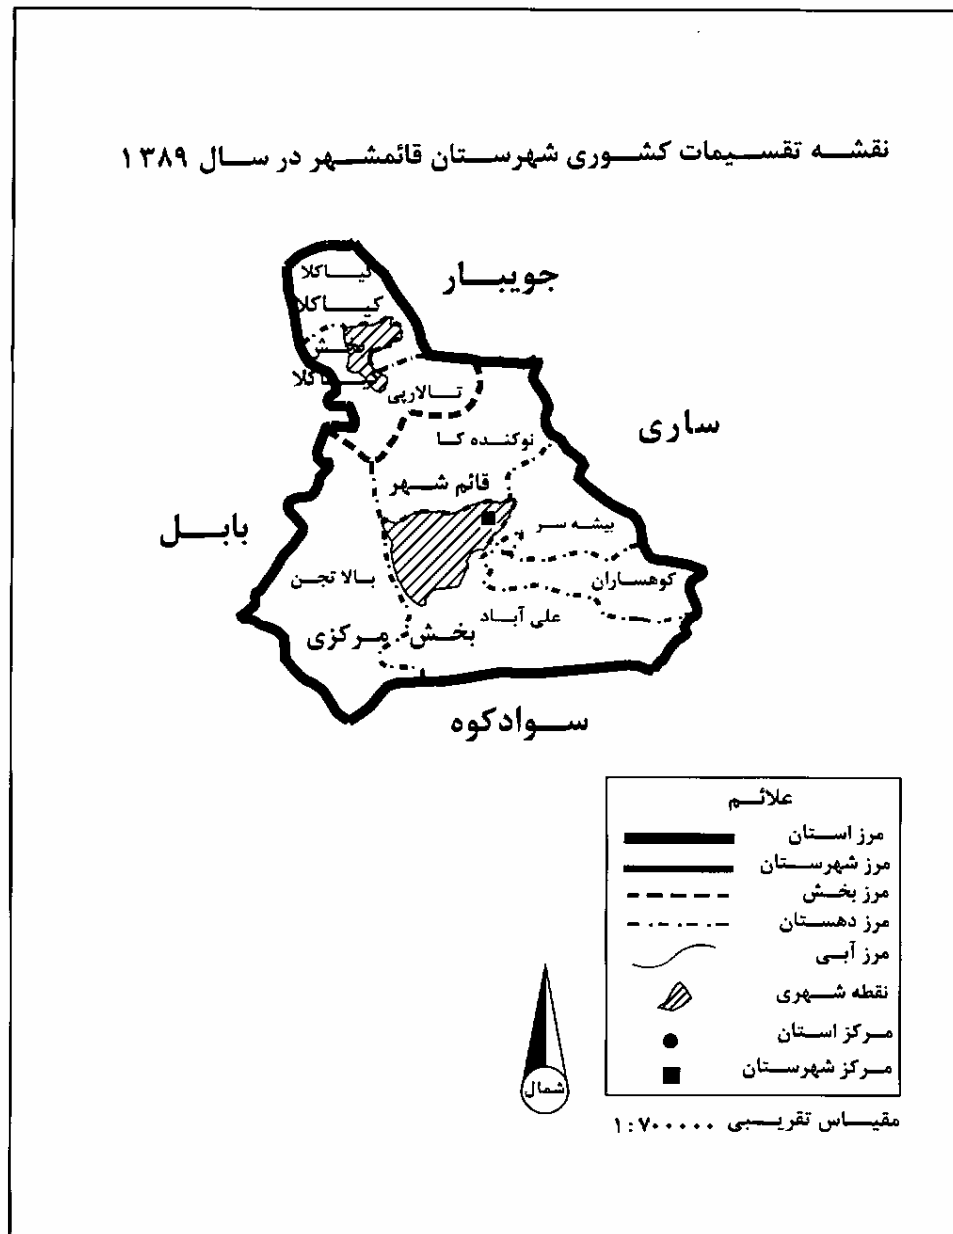 نقشه تقسیمات کشوری شهرستان قائمشهر در سال ۱۳۸۹
کیاکلا
جویبار
کیاکلا
بخش
کیاکلا
تالارپی
ساری
نوکنده کا
قائم شهر
بیشه سر
بابل
کوهساران
بالا تجن
علی آباد
بخش مرکزی
سوادکوه
علائم
مرز استان
مرز شهرستان
مرز بخش
مرز دهستان
مرز آبی
نقطه شهری
مرکز استان
مرکز شهرستان
شمال
مقیاس تقریبی ۱:۷۰۰۰۰۰